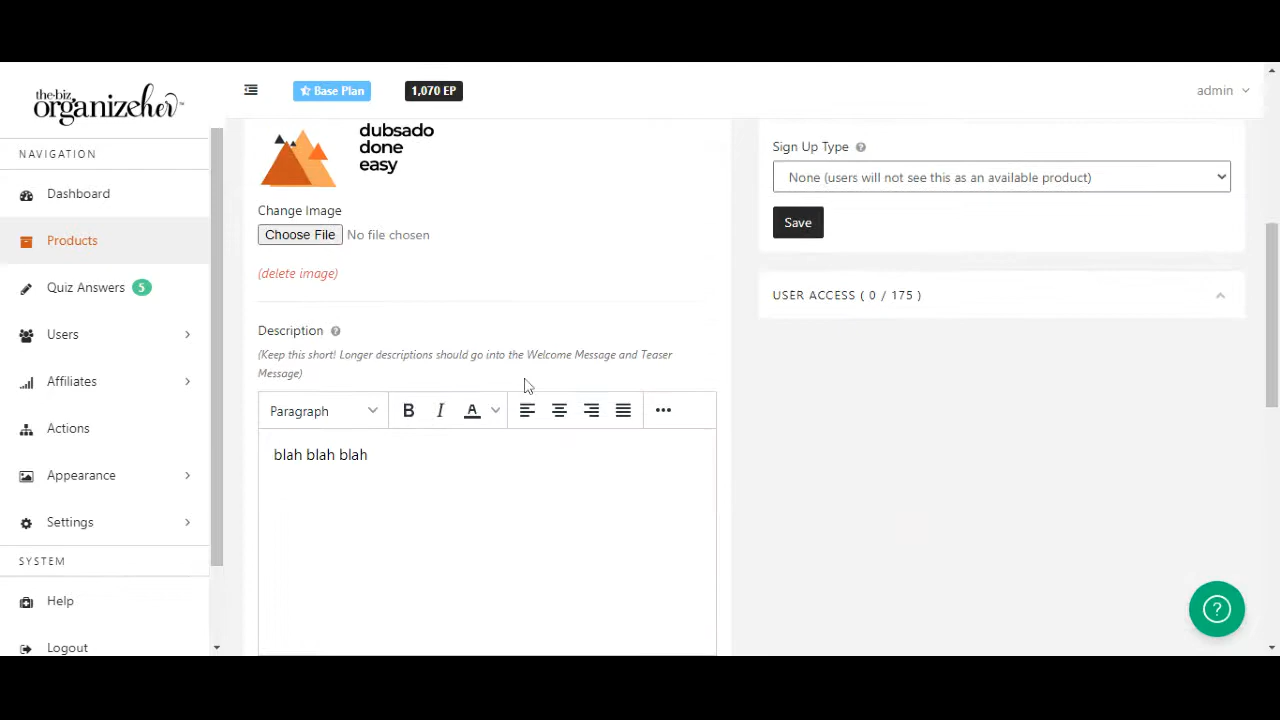 the·biz
organizeher™
Base Plan
1,070 EP
admin
NAVIGATION
Dashboard
Products
Quiz Answers 5
Users
Affiliates
Actions
Appearance
Settings
SYSTEM
Help
Logout
dubsado
done
easy
Change Image
Choose File No file chosen
(delete image)
Description ?
(Keep this short! Longer descriptions should go into the Welcome Message and Teaser
Message)
Paragraph B I A •••
blah blah blah
Sign Up Type ?
None (users will not see this as an available product)
Save
USER ACCESS ( 0 / 175 )
?